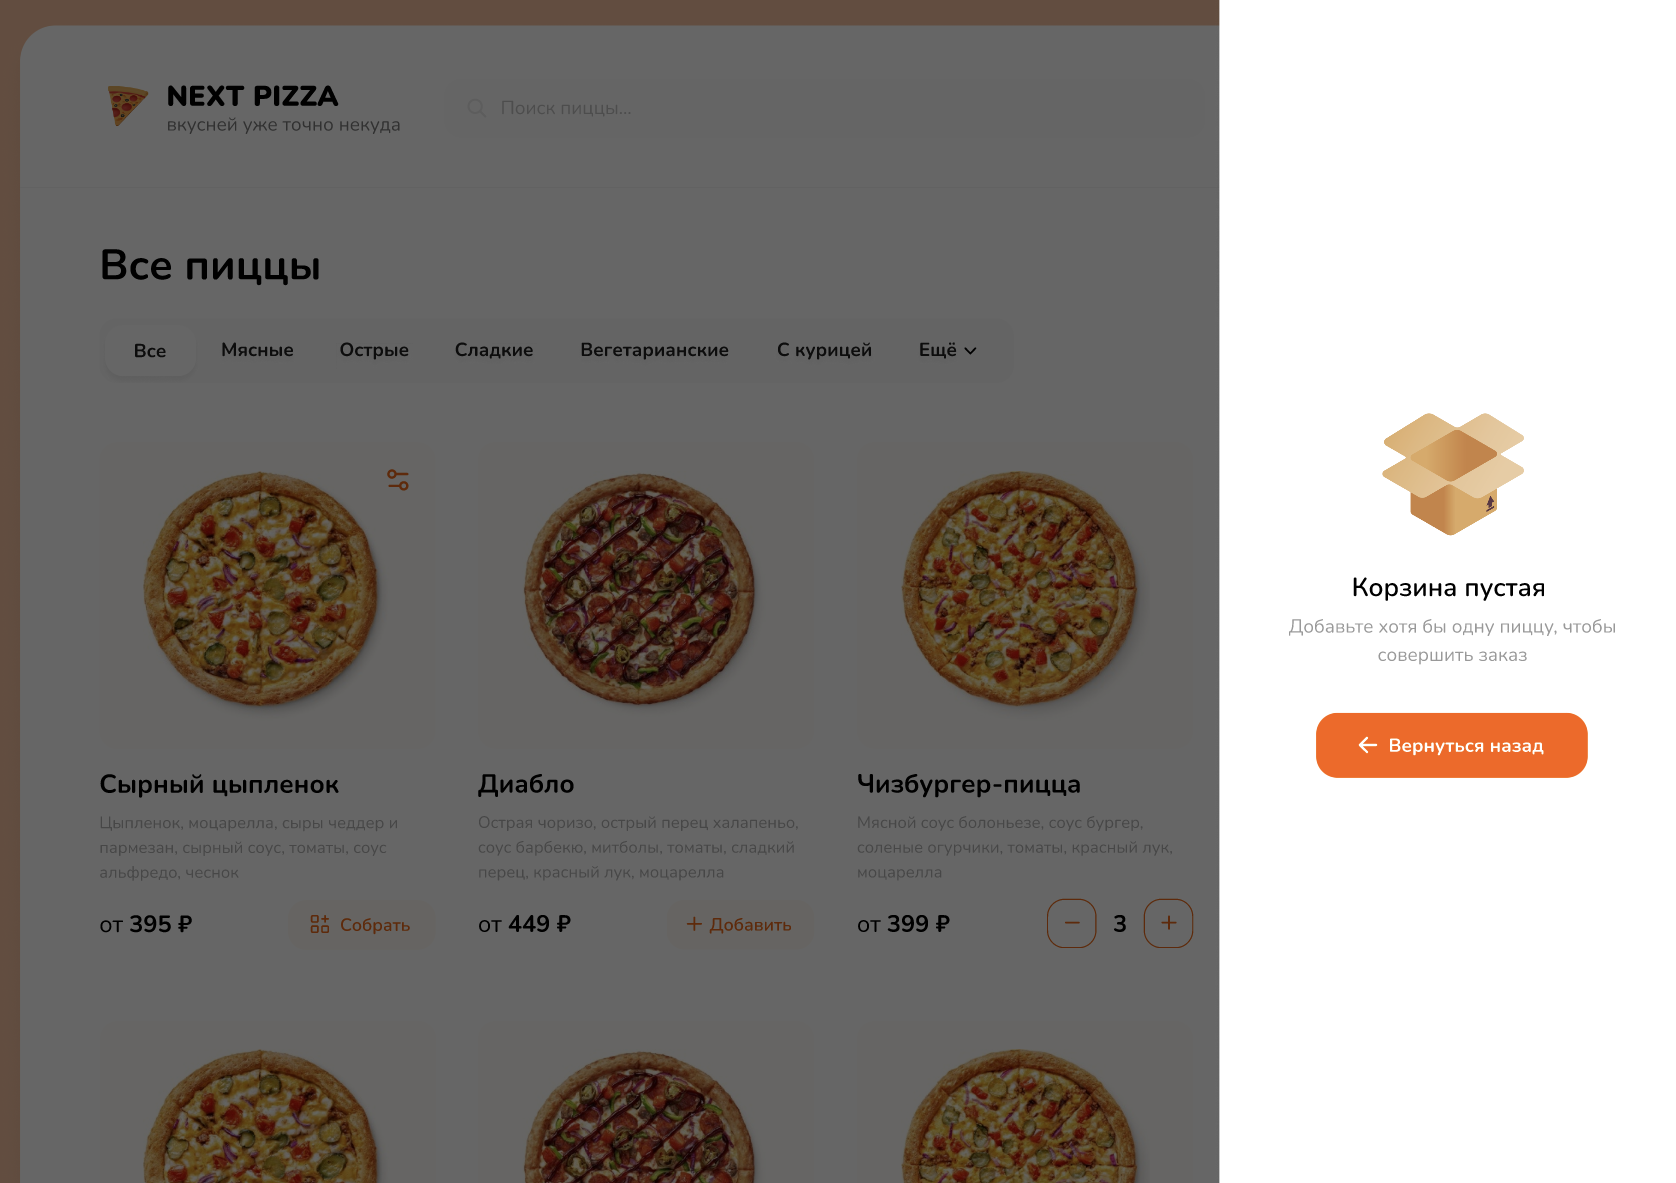 NEXT PIZZA
вкусней уже точно некуда
Поиск пиццы...
Все пиццы
Все Мясные Острые Сладкие Вегетарианские С курицей Ещё
Сырный цыпленок
Цыпленок, моцарелла, сыры чеддер и
пармезан, сырный соус, томаты, соус
альфредо, чеснок
от 395 ₽ Собрать
Диабло
Острая чоризо, острый перец халапеньо,
соус барбекю, митболы, томаты, сладкий
перец, красный лук, моцарелла
от 449 ₽ + Добавить
Чизбургер-пицца
Мясной соус болоньезе, соус бургер,
соленые огурчики, томаты, красный лук,
моцарелла
от 399 ₽ − 3 +
Корзина пустая
Добавьте хотя бы одну пиццу, чтобы
совершить заказ
← Вернуться назад